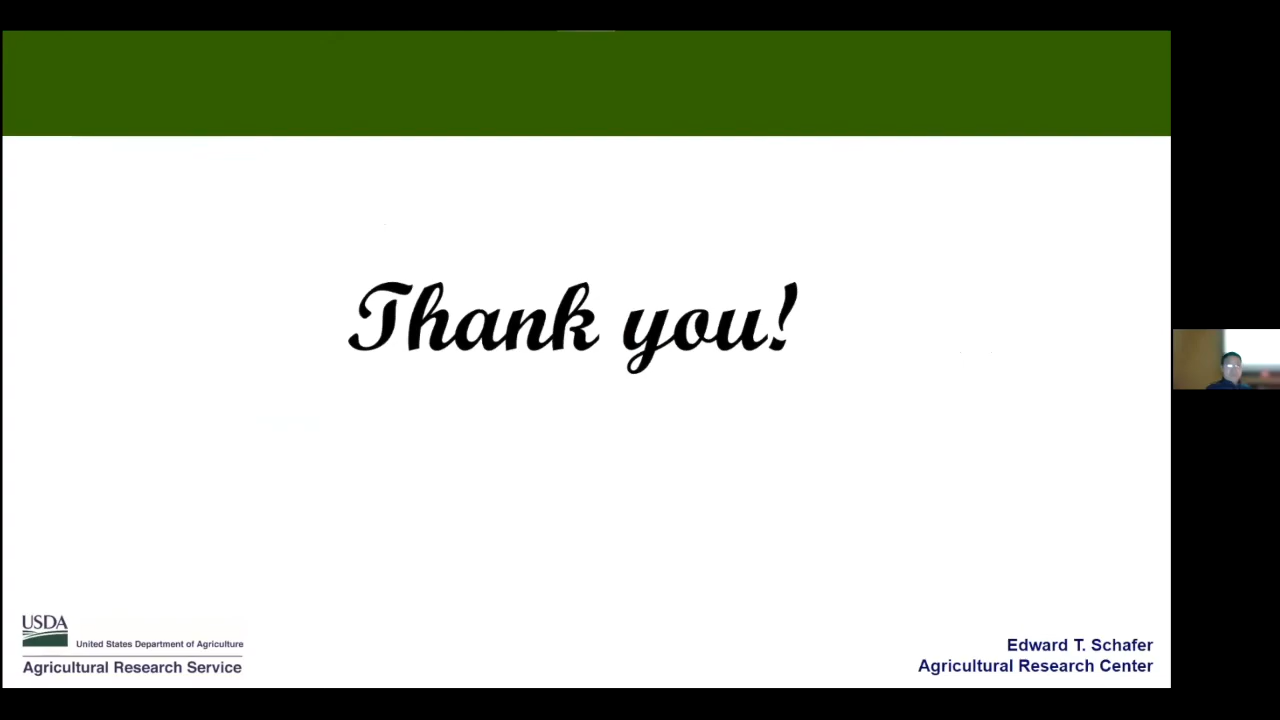 Thank you!
USDA
United States Department of Agriculture
Agricultural Research Service
Edward T. Schafer
Agricultural Research Center